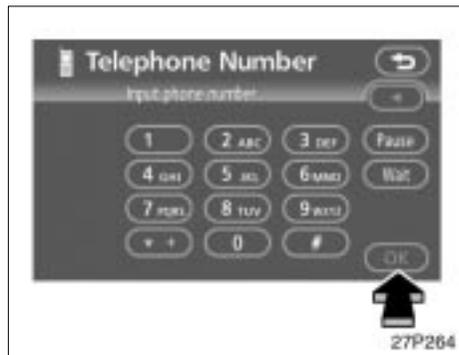 Telephone Number
Input phone number
1 2 ABC 3 DEF Pause
4 GHI 5 JKL 6 MNO Wait
7 PQRS 8 TUV 9 WXYZ
* + 0 #
OK
27P264